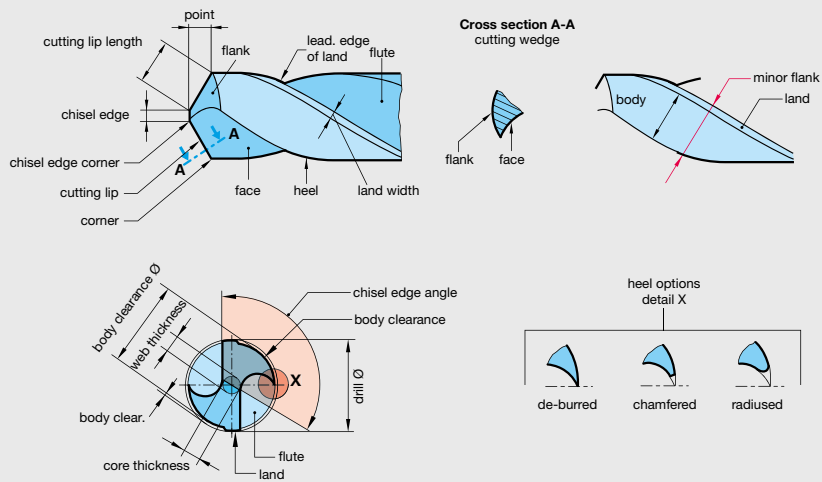 point
cutting lip length
flank
lead. edge
of land
flute
chisel edge
chisel edge corner
A
A
cutting lip
corner
face
heel
land width
Cross section A-A
cutting wedge
flank
face
body
minor flank
land
body clearance Ø
web thickness
body clear.
core thickness
chisel edge angle
body clearance
X
drill Ø
flute
land
heel options
detail X
de-burred
chamfered
radiused